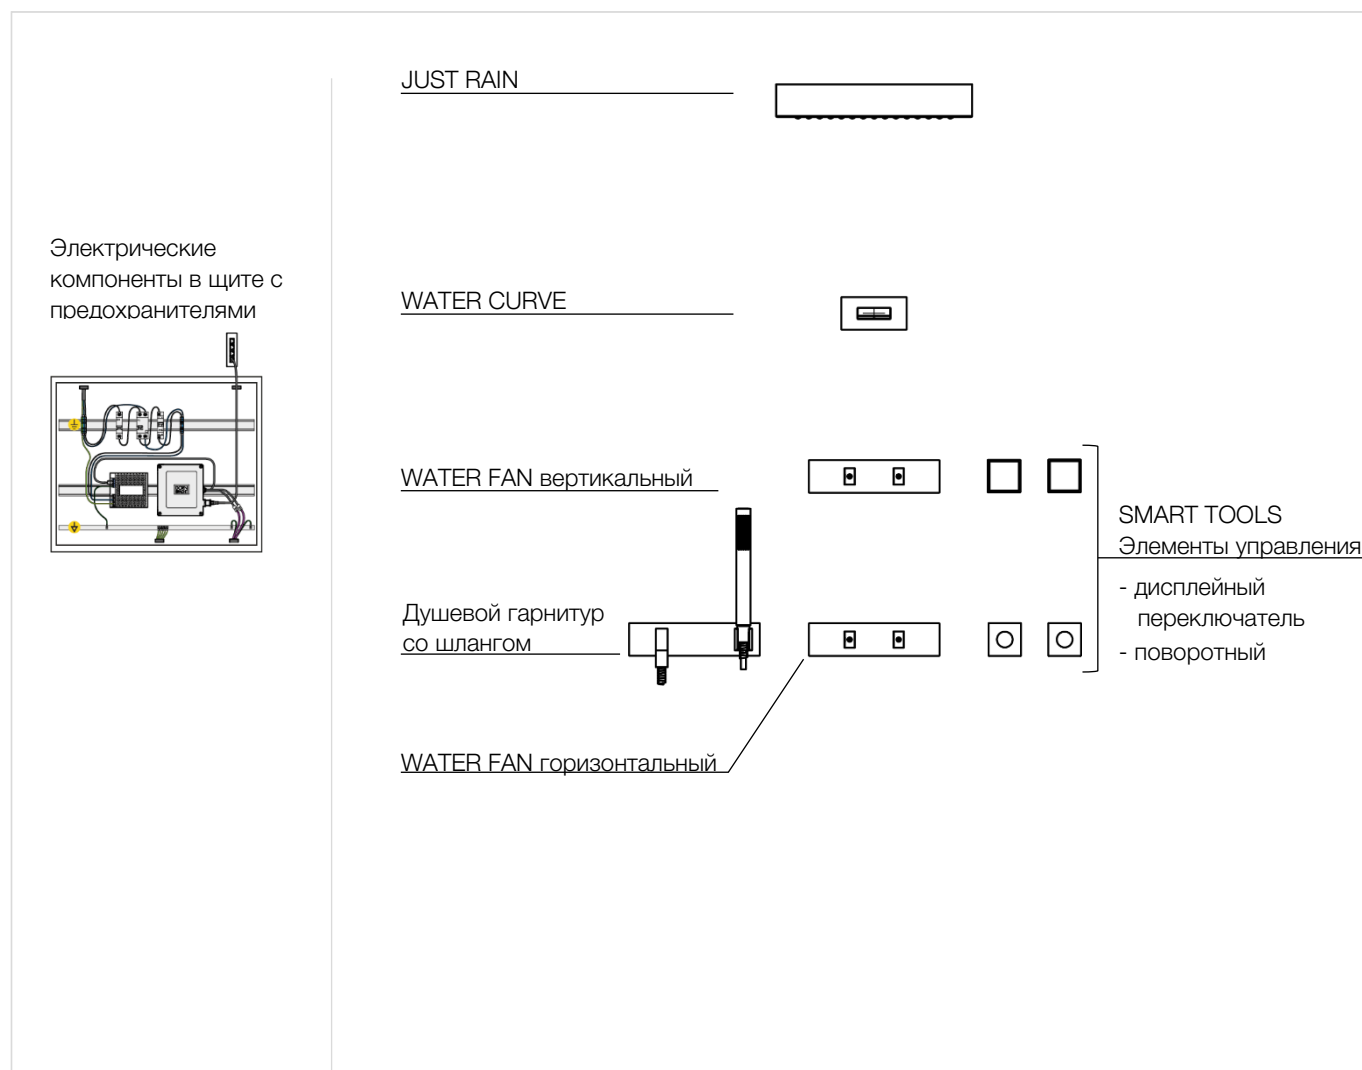 Электрические
компоненты в щите с
предохранителями
JUST RAIN
WATER CURVE
WATER FAN вертикальный
Душевой гарнитур
со шлангом
WATER FAN горизонтальный
SMART TOOLS
Элементы управления
- дисплейный
переключатель
- поворотный